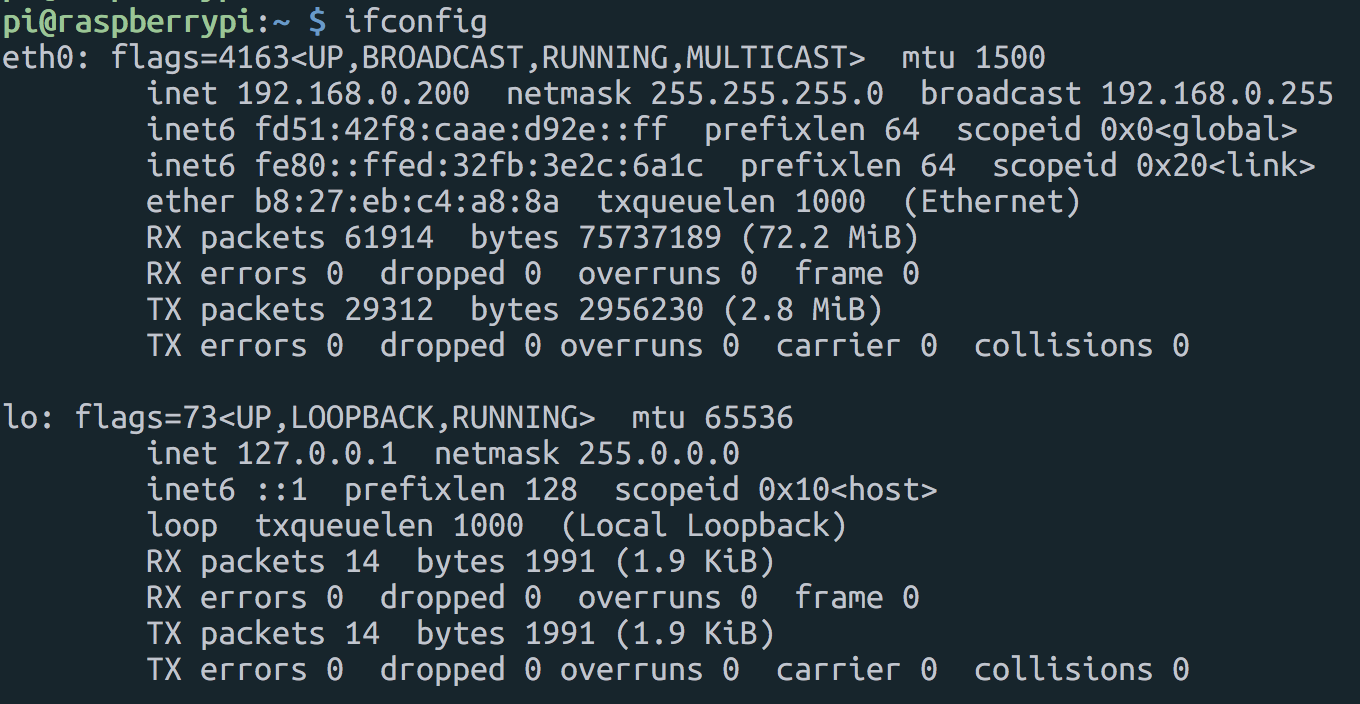 pi@raspberrypi:~ $ ifconfig
eth0: flags=4163<UP,BROADCAST,RUNNING,MULTICAST>  mtu 1500
        inet 192.168.0.200  netmask 255.255.255.0  broadcast 192.168.0.255
        inet6 fd51:42f8:caae:d92e::ff  prefixlen 64  scopeid 0x0<global>
        inet6 fe80::ffed:32fb:3e2c:6a1c  prefixlen 64  scopeid 0x20<link>
        ether b8:27:eb:c4:a8:8a  txqueuelen 1000  (Ethernet)
        RX packets 61914  bytes 75737189 (72.2 MiB)
        RX errors 0  dropped 0  overruns 0  frame 0
        TX packets 29312  bytes 2956230 (2.8 MiB)
        TX errors 0  dropped 0 overruns 0  carrier 0  collisions 0

lo: flags=73<UP,LOOPBACK,RUNNING>  mtu 65536
        inet 127.0.0.1  netmask 255.0.0.0
        inet6 ::1  prefixlen 128  scopeid 0x10<host>
        loop  txqueuelen 1000  (Local Loopback)
        RX packets 14  bytes 1991 (1.9 KiB)
        RX errors 0  dropped 0  overruns 0  frame 0
        TX packets 14  bytes 1991 (1.9 KiB)
        TX errors 0  dropped 0 overruns 0  carrier 0  collisions 0